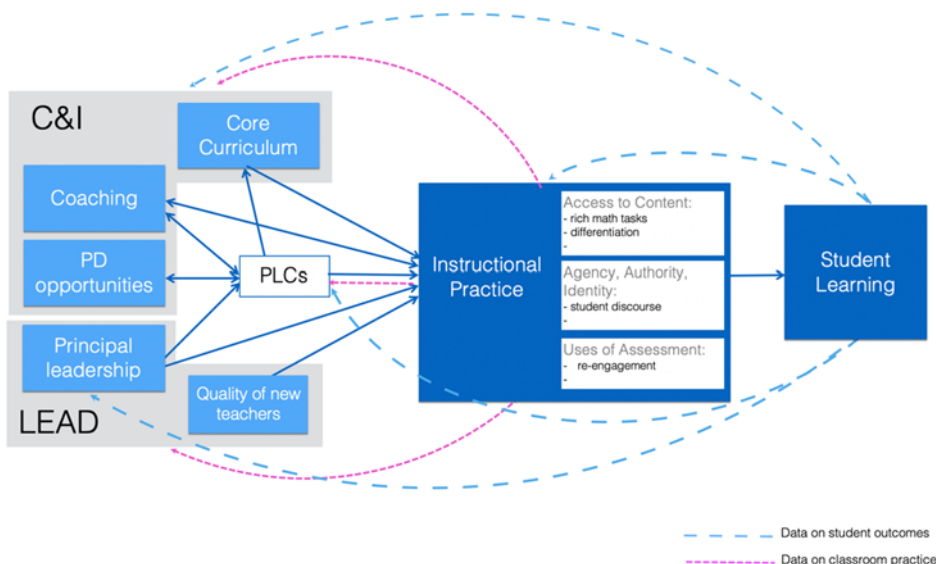 C&I
Core
Curriculum
Coaching
PD
opportunities
PLCs
Principal
leadership
Quality of new
teachers
LEAD
Instructional
Practice
Access to Content:
- rich math tasks
- differentiation
-
Agency, Authority,
Identity:
- student discourse
-
Uses of Assessment:
- re-engagement
-
Student
Learning
Data on student outcomes
Data on classroom practice